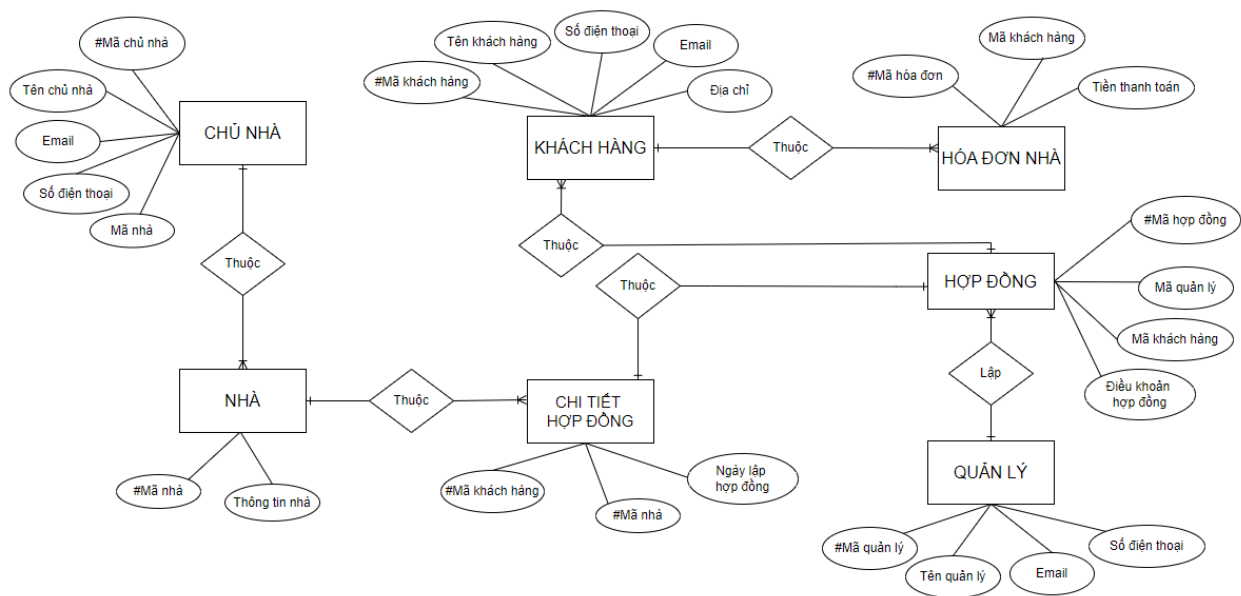 #Mã chủ nhà
Tên chủ nhà
Email
Số điện thoại
Mã nhà
CHỦ NHÀ
Thuộc
NHÀ
#Mã nhà
Thông tin nhà
Thuộc
#Mã khách hàng
Tên khách hàng
Số điện thoại
Email
Địa chỉ
KHÁCH HÀNG
Thuộc
#Mã hóa đơn
Mã khách hàng
Tiền thanh toán
HÓA ĐƠN NHÀ
Thuộc
Thuộc
HỢP ĐỒNG
#Mã hợp đồng
Mã quản lý
Mã khách hàng
Điều khoản
hợp đồng
CHI TIẾT
HỢP ĐỒNG
#Mã khách hàng
#Mã nhà
Ngày lập
hợp đồng
Lập
QUẢN LÝ
#Mã quản lý
Tên quản lý
Email
Số điện thoại